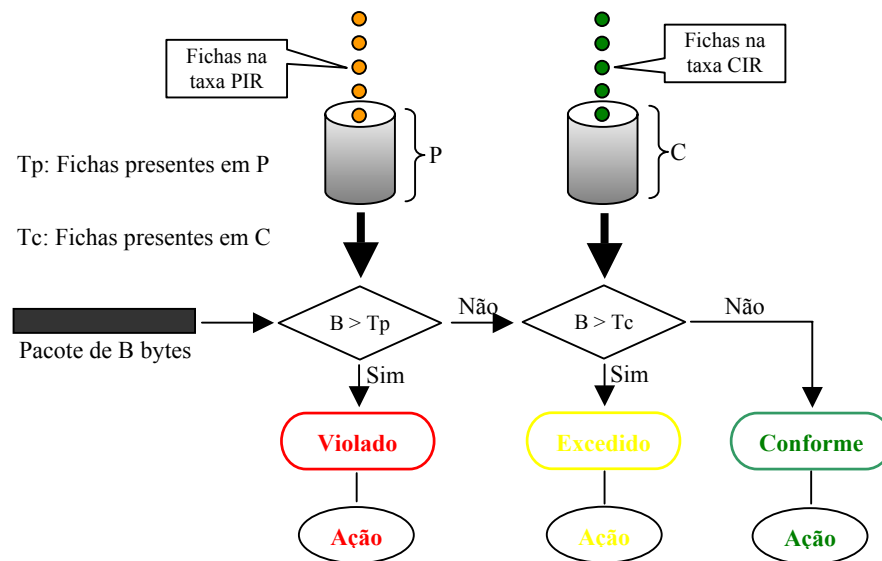 Fichas na
taxa PIR
Fichas na
taxa CIR
P
C
Tp: Fichas presentes em P
Tc: Fichas presentes em C
Pacote de B bytes
B > Tp
Não
B > Tc
Não
Sim
Sim
Violado
Excedido
Conforme
Ação
Ação
Ação